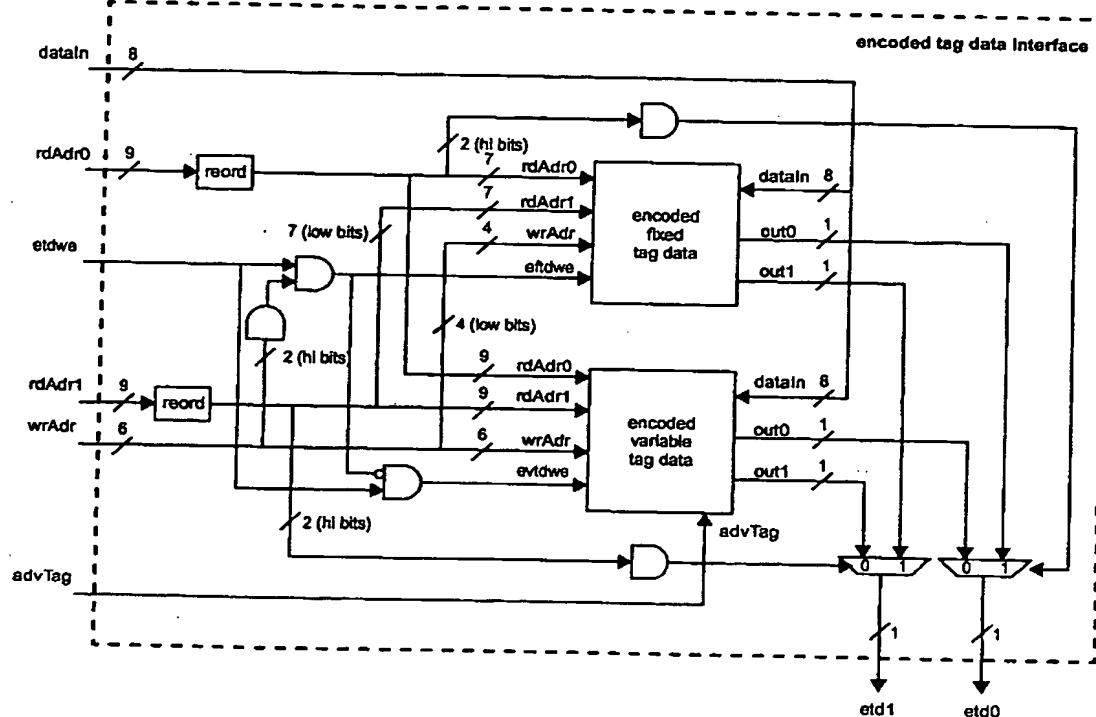 encoded tag data interface
dataIn
8
2 (hi bits)
rdAdr0
9
reord
7
rdAdr0
dataIn
8
7
rdAdr1
encoded
fixed
tag data
7 (low bits)
4
wrAdr
out0
1
etdwe
eftdwe
out1
1
4 (low bits)
2 (hi bits)
9
rdAdr0
rdAdr1
9
reord
9
rdAdr1
dataIn
8
encoded
variable
tag data
wrAdr
6
6
wrAdr
out0
1
evtdwe
out1
1
2 (hi bits)
advTag
advTag
0
1
0
1
1
1
etd1
etd0